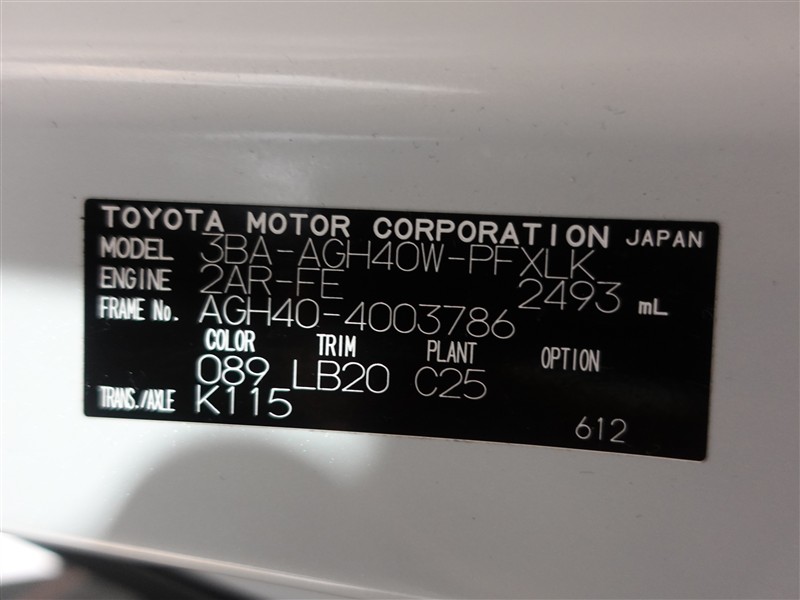 TOYOTA MOTOR CORPORATION JAPAN
MODEL 3BA-AGH40W-PFXLK
ENGINE 2AR-FE 2493 mL
FRAME No. AGH40-4003786
COLOR TRIM PLANT OPTION
089 LB20 C25
TRANS./AXLE K115
612